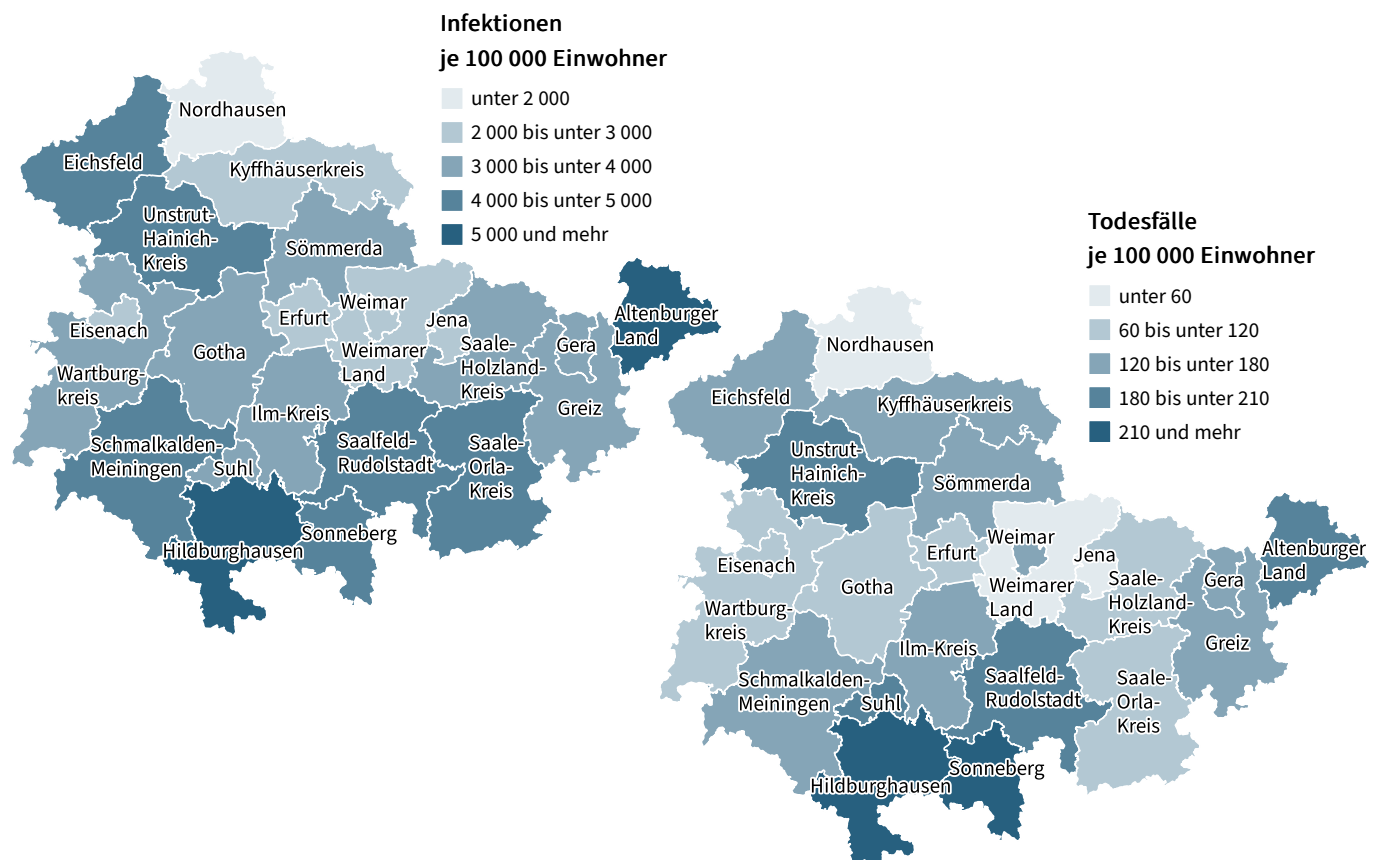 Infektionen
je 100 000 Einwohner
unter 2 000
2 000 bis unter 3 000
3 000 bis unter 4 000
4 000 bis unter 5 000
5 000 und mehr
Nordhausen
Eichsfeld
Kyffhäuserkreis
Unstrut-
Hainich-
Kreis
Sömmerda
Eisenach
Gotha
Erfurt
Weimar
Weimarer
Land
Jena
Saale-
Holzland-
Kreis
Gera
Altenburger
Land
Wartburg-
kreis
Ilm-Kreis
Greiz
Schmalkalden-
Meiningen
Suhl
Saalfeld-
Rudolstadt
Saale-
Orla-
Kreis
Hildburghausen
Sonneberg
Todesfälle
je 100 000 Einwohner
unter 60
60 bis unter 120
120 bis unter 180
180 bis unter 210
210 und mehr
Nordhausen
Eichsfeld
Kyffhäuserkreis
Unstrut-
Hainich-
Kreis
Sömmerda
Eisenach
Gotha
Erfurt
Weimar
Weimarer
Land
Jena
Saale-
Holzland-
Kreis
Gera
Altenburger
Land
Wartburg-
kreis
Ilm-Kreis
Greiz
Schmalkalden-
Meiningen
Suhl
Saalfeld-
Rudolstadt
Saale-
Orla-
Kreis
Hildburghausen
Sonneberg